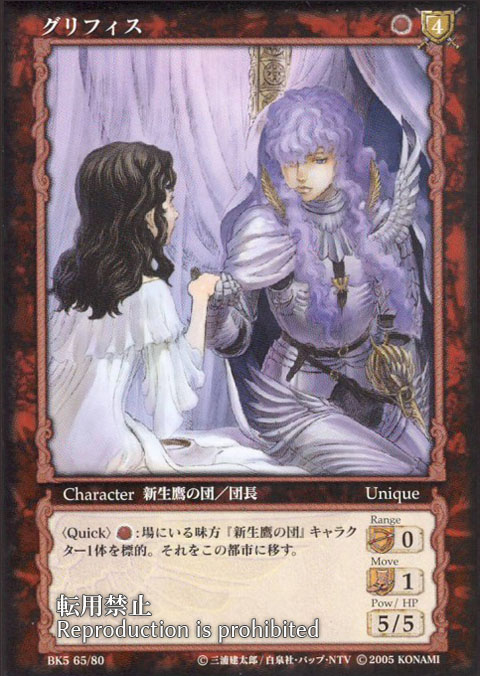 グリフィス
4
Character 新生鷹の団／団長 Unique
〈Quick〉 :場にいる味方『新生鷹の団』キャラク
ター1体を標的。それをこの都市に移す。
Range
0
Move
1
Pow/ HP
5/5
転用禁止
Reproduction is prohibited
BK5 65/80
©三浦建太郎/白泉社・バップ・NTV ©2005 KONAMI